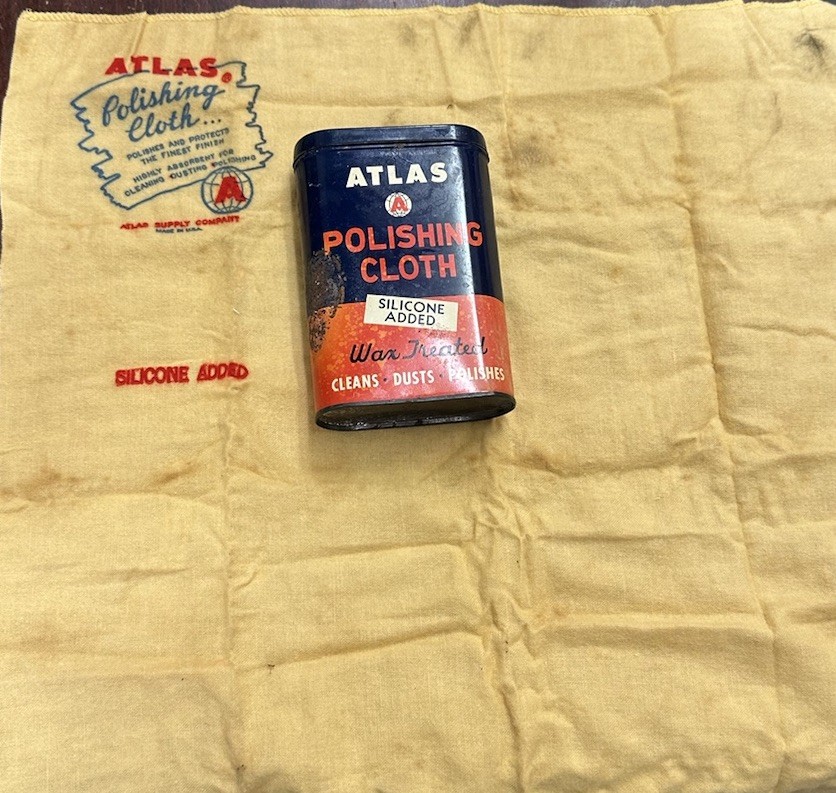 ATLAS
Polishing
Cloth...
POLISHES AND PROTECTS
THE FINEST FINISH
HIGHLY ABSORBENT FOR
CLEANING DUSTING POLISHING
A
ATLAS SUPPLY COMPANY
MADE IN U.S.A.
SILICONE ADDED
ATLAS
A
POLISHING
CLOTH
SILICONE
ADDED
Wax Treated
CLEANS · DUSTS · POLISHES